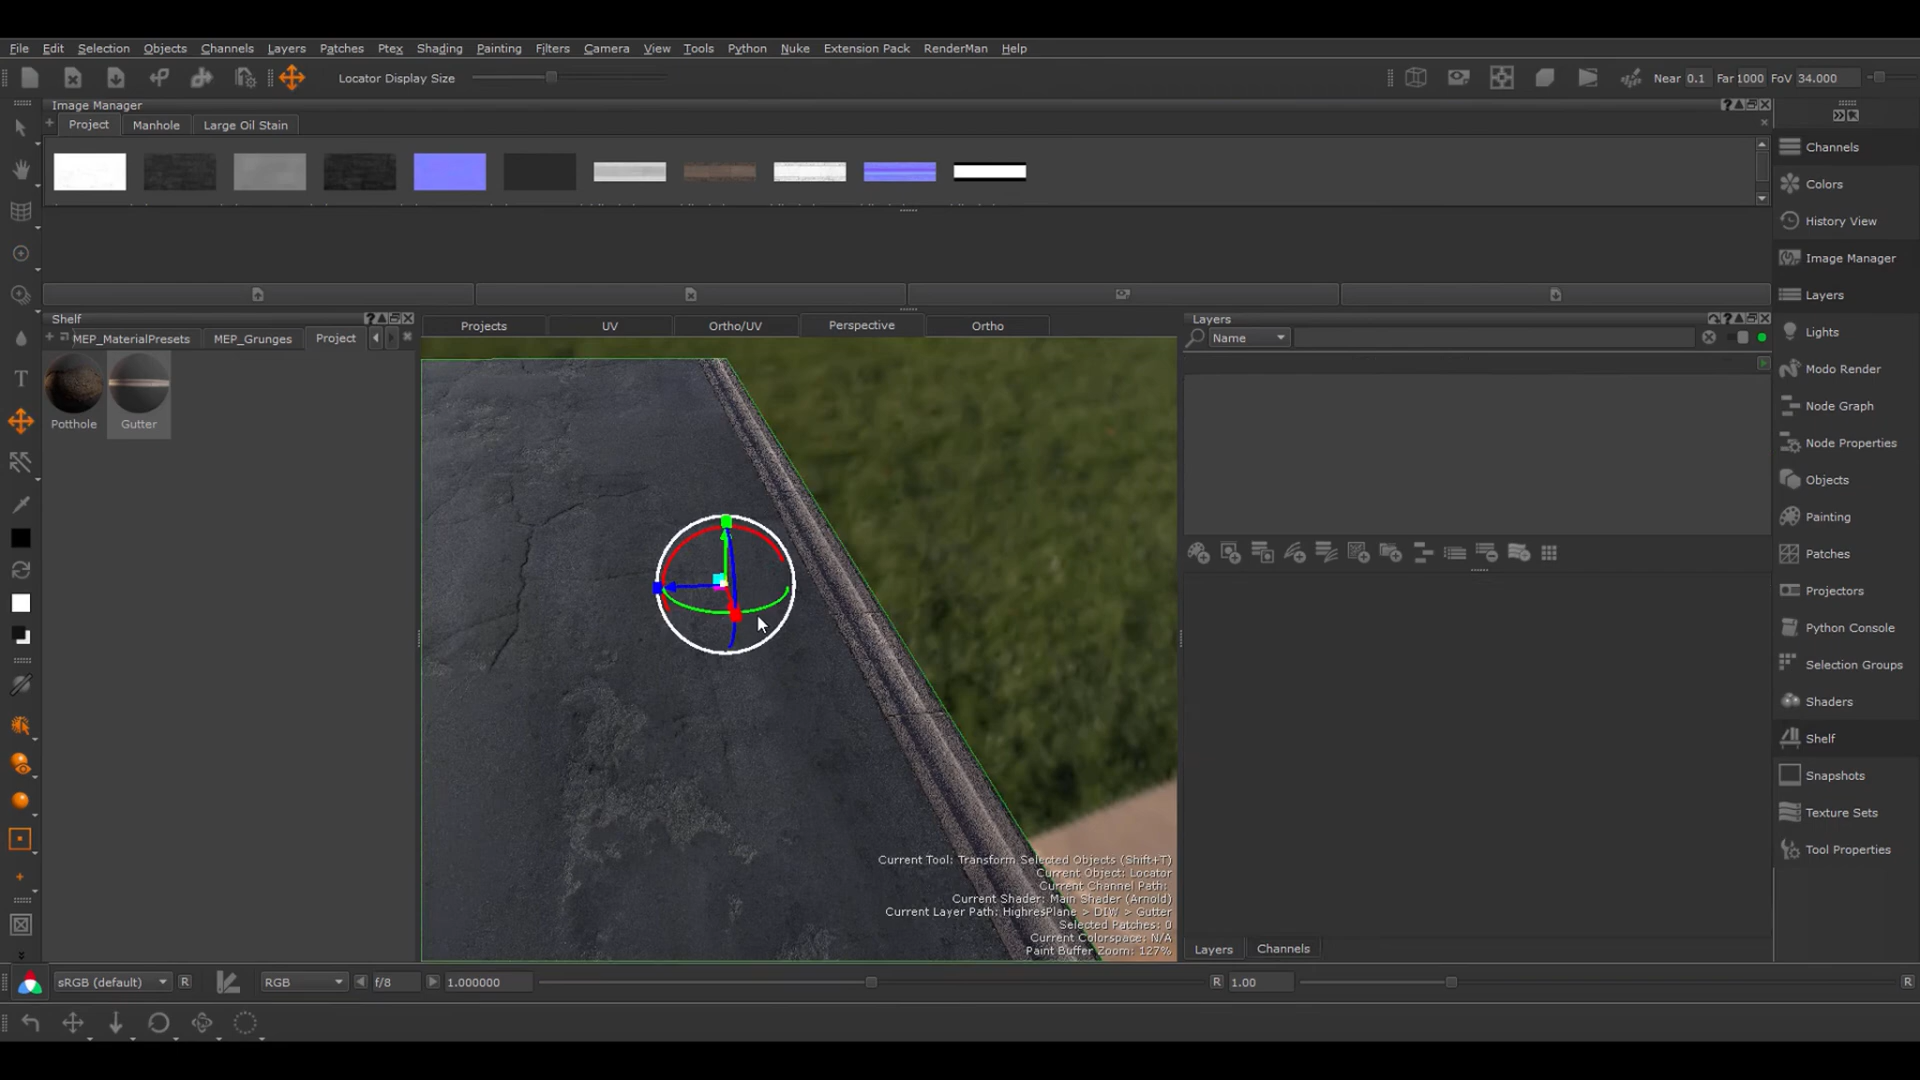 File Edit Selection Objects Channels Layers Patches Ptex Shading Painting Filters Camera View Tools Python Nuke Extension Pack RenderMan Help
Locator Display Size
Near 0.1 Far 1000 FoV 34.000
Image Manager
Project Manhole Large Oil Stain
Shelf
MEP_MaterialPresets MEP_Grunges Project
Potthole Gutter
Projects UV Ortho/UV Perspective Ortho
Current Tool: Transform Selected Objects (Shift+T)
Current Object: Locator
Current Channel Path:
Current Shader: Main Shader (Arnold)
Current Layer Path: HighresPlane > DIW > Gutter
Selected Patches: 0
Current Colorspace: N/A
Paint Buffer Zoom: 127%
Layers
Name
Layers Channels
Channels
Colors
History View
Image Manager
Layers
Lights
Modo Render
Node Graph
Node Properties
Objects
Painting
Patches
Projectors
Python Console
Selection Groups
Shaders
Shelf
Snapshots
Texture Sets
Tool Properties
sRGB (default) R RGB f/8 1.000000 R 1.00 R